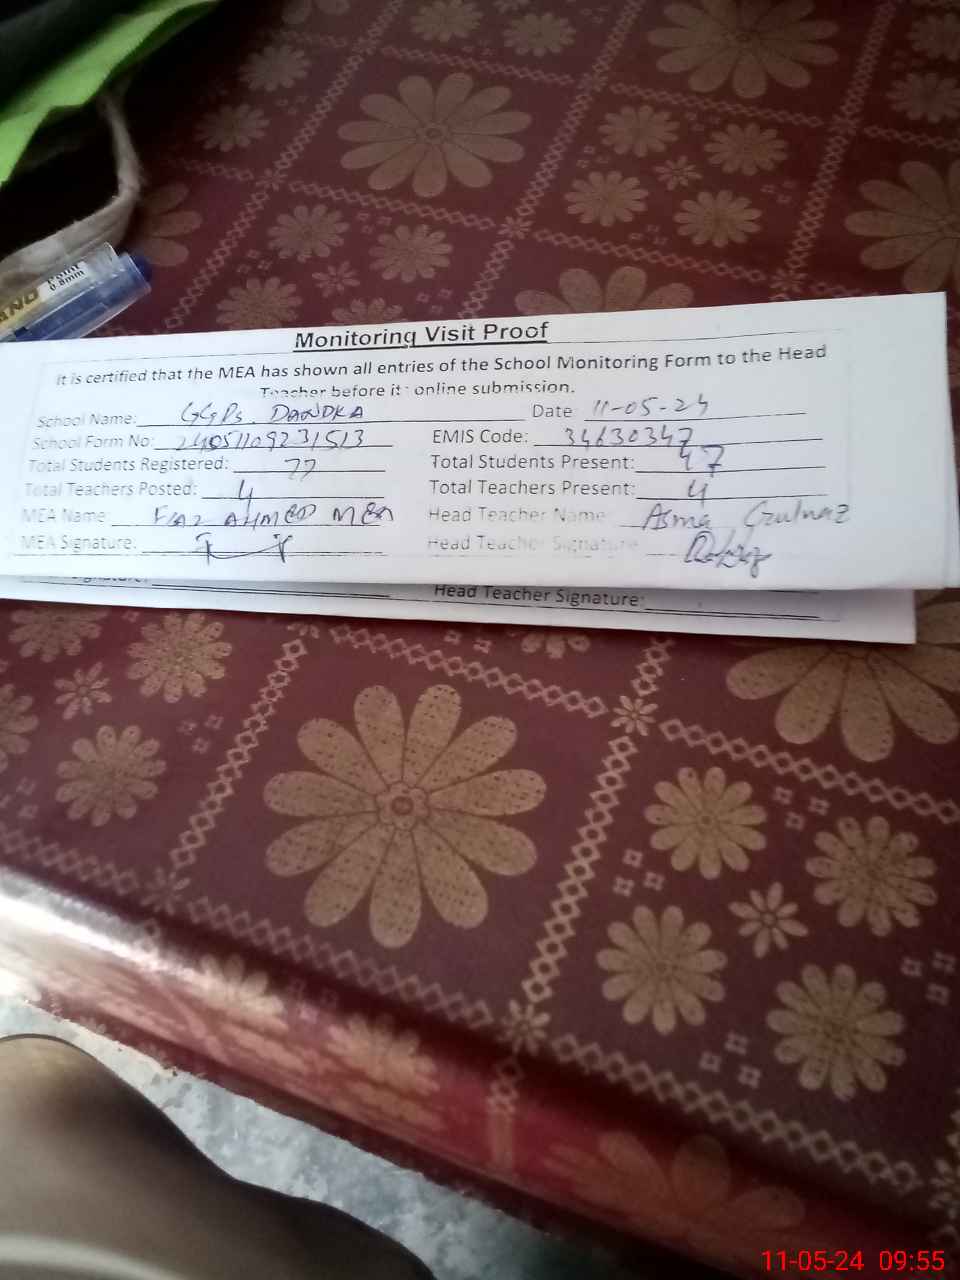 Point
0.8mm
Monitoring Visit Proof
It is certified that the MEA has shown all entries of the School Monitoring Form to the Head
Teacher before it online submission.
School Name: GGPS. DANDKA Date: 11-05-24
School Form No: 24051109231513 EMIS Code: 34630347
Total Students Registered: 77 Total Students Present: 47
Total Teachers Posted: 4 Total Teachers Present: 4
MEA Name: AHMED MEA Head Teacher Name: Asma Gulnaz
MEA Signature: Head Teacher Signature
Head Teacher Signature:
11-05-24 09:55